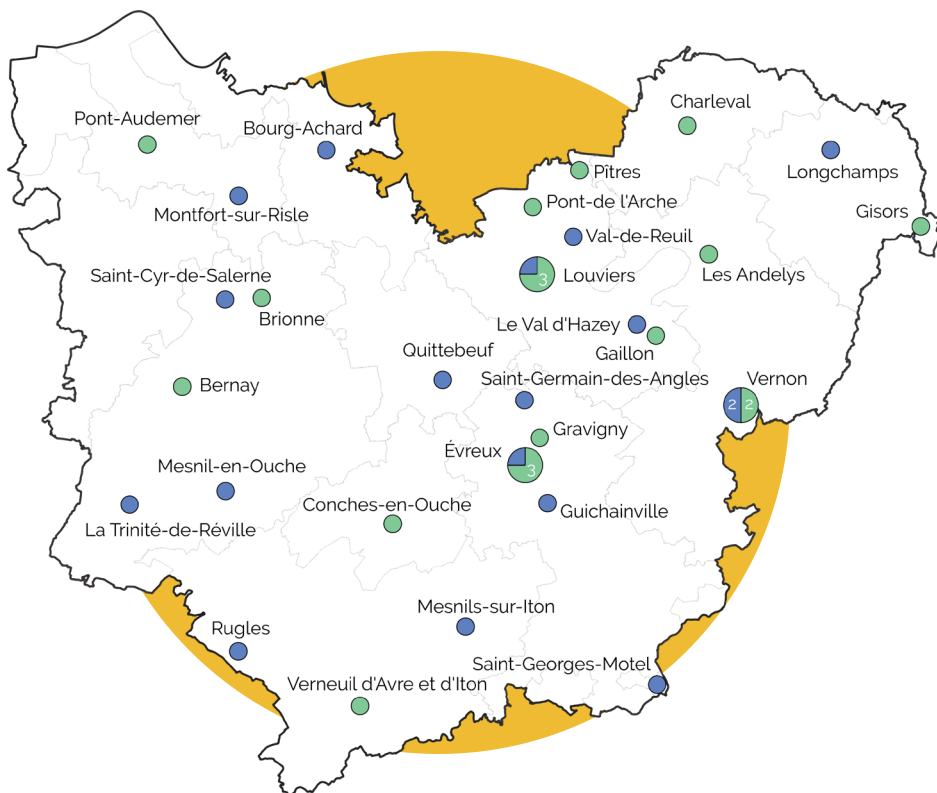 Charleval
Pont-Audemer
Bourg-Achard
Longchamps
Pîtres
Pont-de l'Arche
Gisors
Montfort-sur-Risle
Val-de-Reuil
Saint-Cyr-de-Salerne
3
Louviers
Les Andelys
Brionne
Le Val d'Hazey
Gaillon
Quittebeuf
Saint-Germain-des-Angles
Vernon
Bernay
2 2
Gravigny
Évreux
3
Mesnil-en-Ouche
Conches-en-Ouche
Guichainville
La Trinité-de-Réville
Mesnils-sur-Iton
Rugles
Saint-Georges-Motel
Verneuil d'Avre et d'Iton